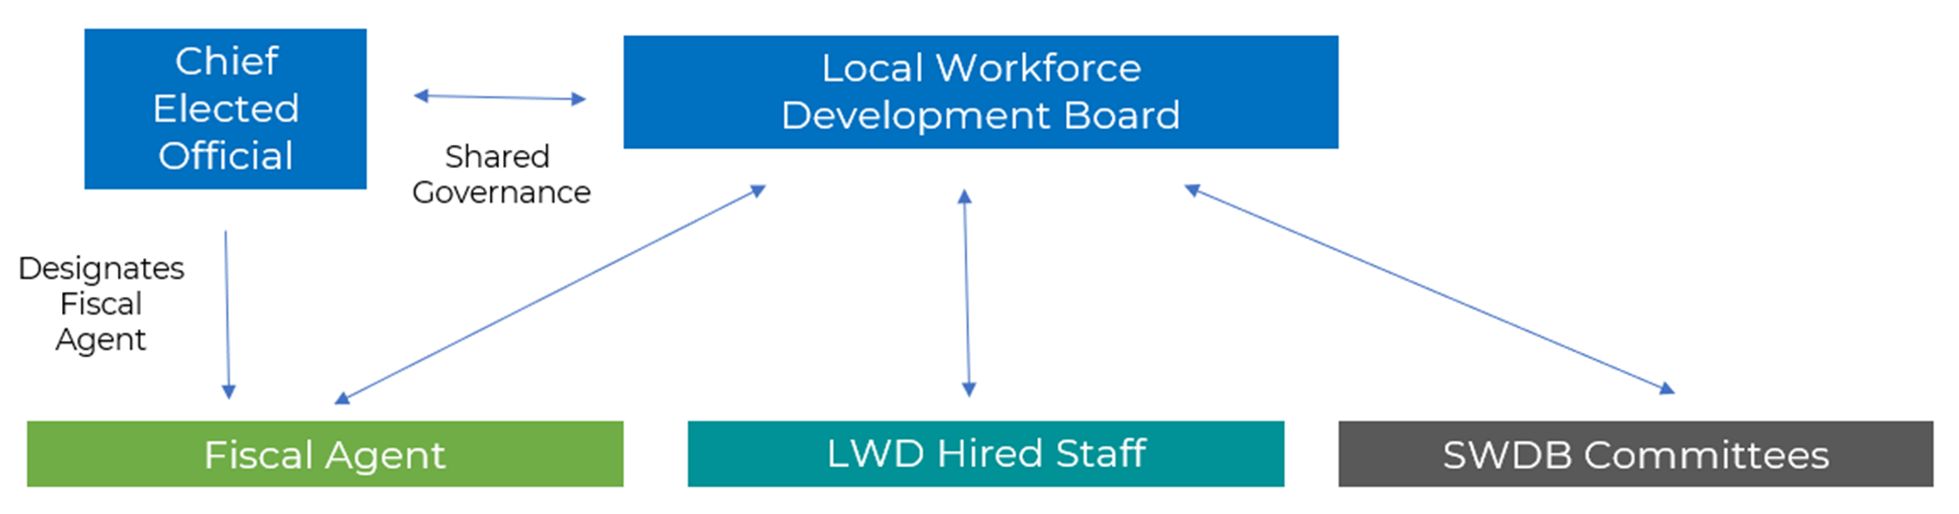 Chief
Elected
Official
Local Workforce
Development Board
Shared
Governance
Designates
Fiscal
Agent
Fiscal Agent
LWD Hired Staff
SWDB Committees